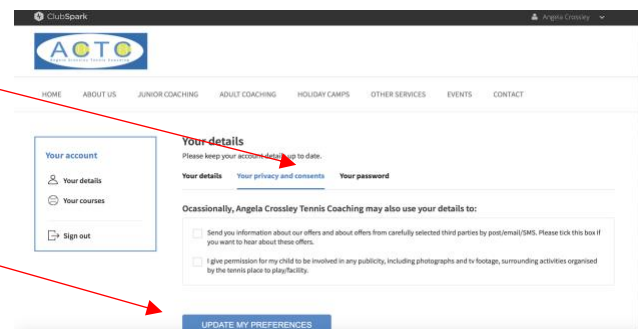 ClubSpark
Angela Crossley
ACTC
Angela Crossley Tennis Coaching
HOME ABOUT US JUNIOR COACHING ADULT COACHING HOLIDAY CAMPS OTHER SERVICES EVENTS CONTACT
Your account
Your details
Your courses
Sign out
Your details
Please keep your account details up to date.
Your details Your privacy and consents Your password
Ocassionally, Angela Crossley Tennis Coaching may also use your details to:
Send you information about our offers and about offers from carefully selected third parties by post/email/SMS. Please tick this box if
you want to hear about these offers.
I give permission for my child to be involved in any publicity, including photographs and tv footage, surrounding activities organised
by the tennis place to play/facility.
UPDATE MY PREFERENCES